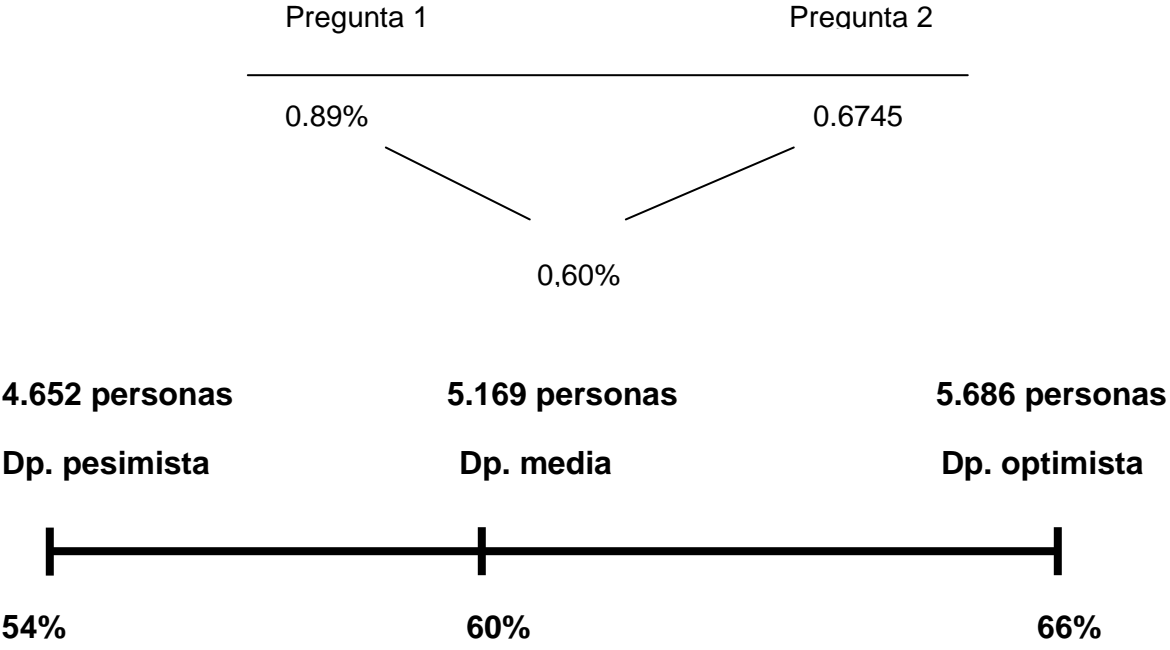 Pregunta 1 Pregunta 2
0.89% 0.6745
0,60%
4.652 personas 5.169 personas 5.686 personas
Dp. pesimista Dp. media Dp. optimista
54% 60% 66%